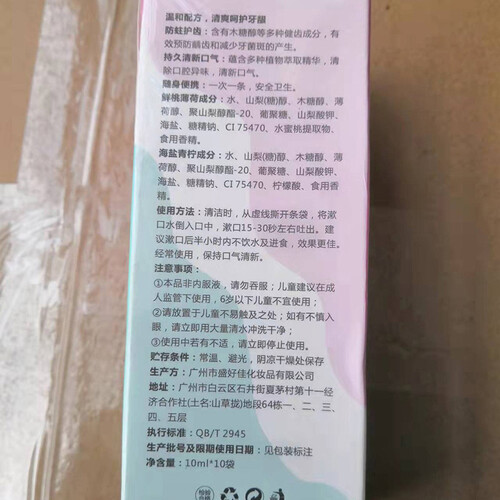 温和配方，清爽呵护牙龈
防蛀护齿：含有木糖醇等多种健齿成分，有
效预防龋齿和减少牙菌斑的产生。
持久清新口气：蕴含多种植物萃取精华，清
除口腔异味，清新口气。
随身便携：一次一条，安全卫生。
鲜桃薄荷成分：水、山梨(糖)醇、木糖醇、薄
荷醇、聚山梨醇酯-20、葡聚糖、山梨酸钾、
海盐、糖精钠、CI 75470、水蜜桃提取物、
食用香精。
海盐青柠成分：水、山梨(糖)醇、木糖醇、薄
荷醇、聚山梨醇酯-20、葡聚糖、山梨酸钾、
海盐、糖精钠、CI 75470、柠檬酸、食用香
精。
使用方法：清洁时，从虚线撕开条袋，将漱
口水倒入口中，漱口15-30秒左右吐出。建
议漱口后半小时内不饮水及进食，效果更佳。
经常使用，保持口气清新。
注意事项：
①本品非内服液，请勿吞服；儿童建议在成
人监管下使用，6岁以下儿童不宜使用；
②请放置于儿童不易触及之处；如有不慎入
眼，请立即用大量清水冲洗干净；
③使用中若有不适，请立即停止使用。
贮存条件：常温、避光，阴凉干燥处保存
生产方：广州市盛好佳化妆品有限公司
地址：广州市白云区石井街夏茅村第十一经
济合作社(土名:山草拢)地段64栋一、二、三、
四、五层
执行标准：QB/T 2945
生产批号及限期使用日期：见包装标注
净含量：10ml*10袋